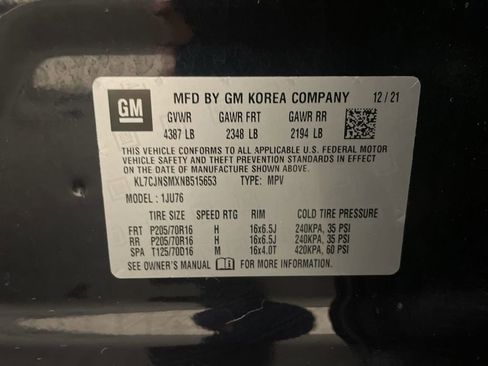 GM
MFD BY GM KOREA COMPANY 12/21
GVWR GAWR FRT GAWR RR
4387 LB 2348 LB 2194 LB
THIS VEHICLE CONFORMS TO ALL APPLICABLE U.S. FEDERAL MOTOR
VEHICLE SAFETY AND THEFT PREVENTION STANDARDS IN EFFECT
ON THE DATE OF MANUFACTURE SHOWN ABOVE.
KL7CJNSMXNB515653 TYPE: MPV
MODEL : 1JU76
TIRE SIZE SPEED RTG RIM COLD TIRE PRESSURE
FRT P205/70R16 H 16x6.5J 240KPA, 35 PSI
RR P205/70R16 H 16x6.5J 240KPA, 35 PSI
SPA T125/70D16 M 16x4.0T 420KPA, 60 PSI
SEE OWNER'S MANUAL FOR MORE INFORMATION.